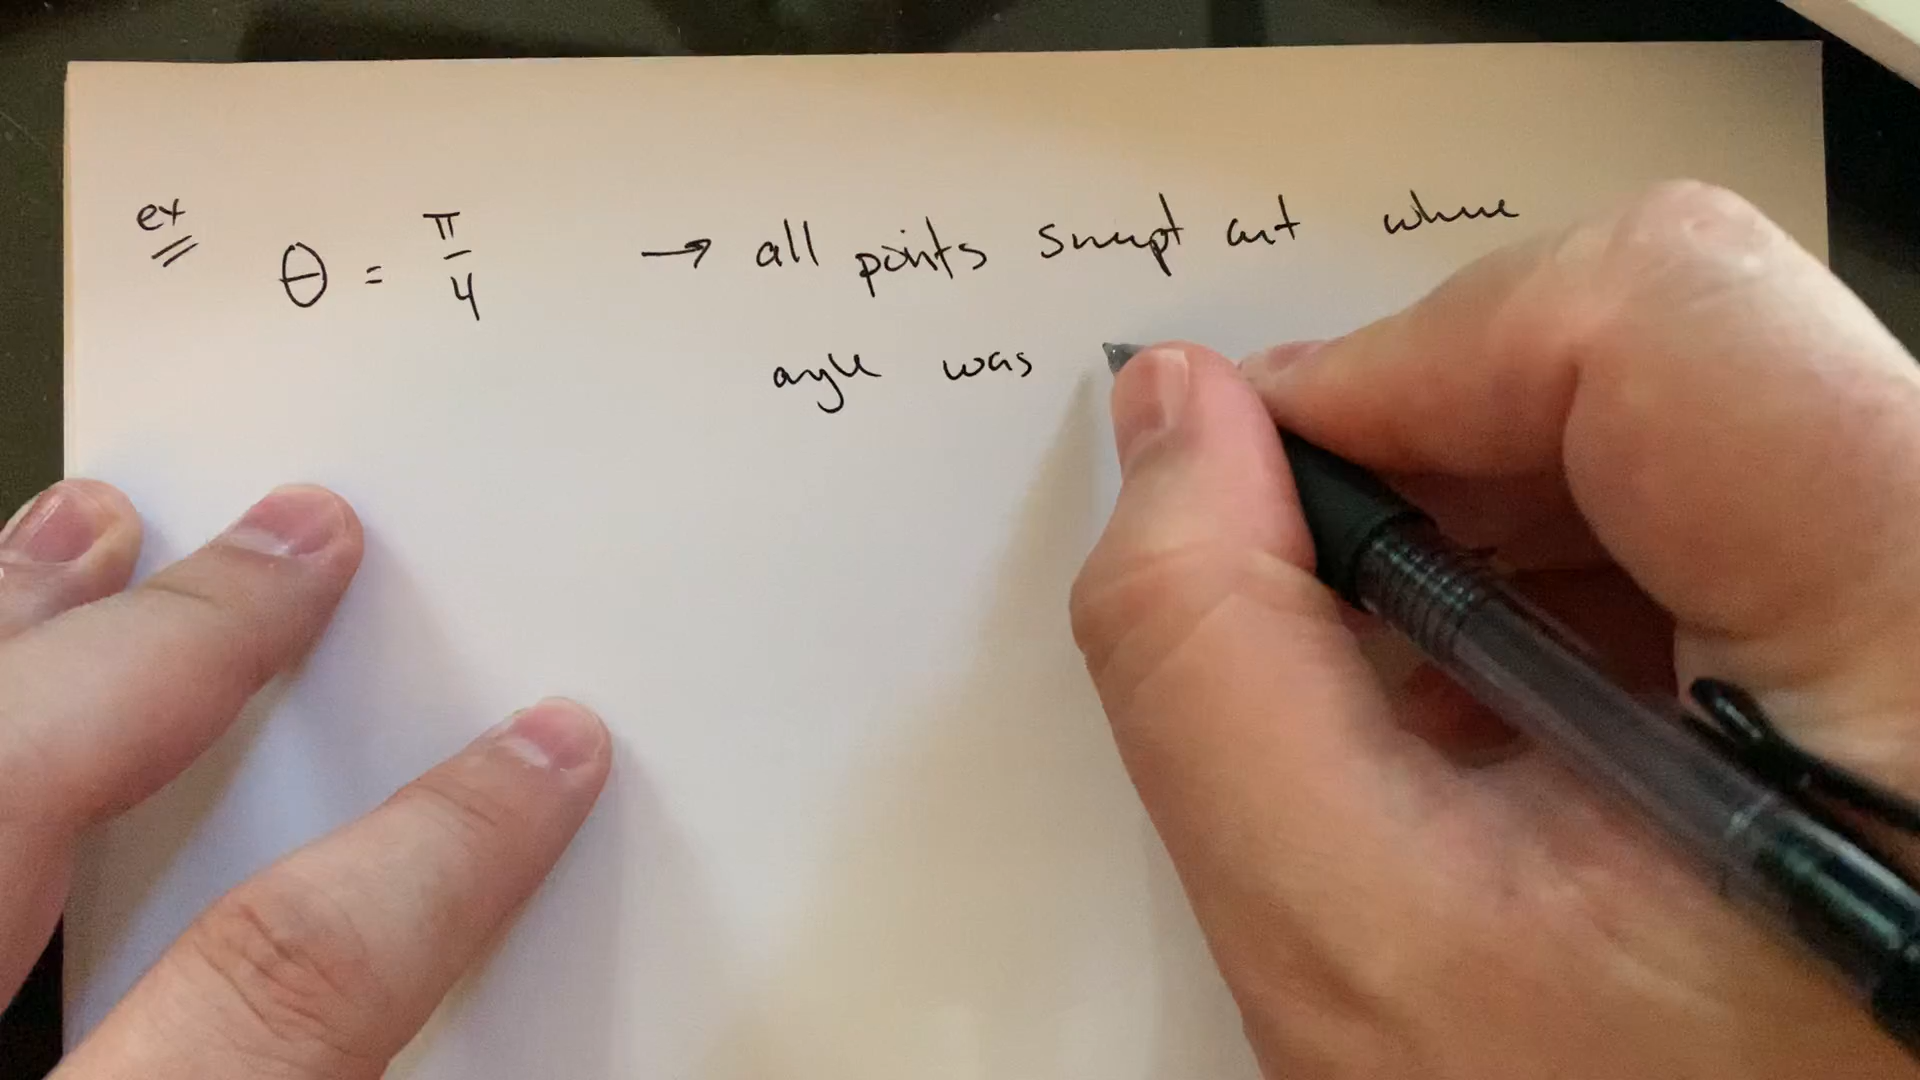 ex θ = π/4 → all points swept out where
angle was